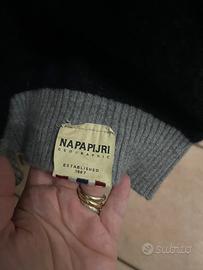 NAPAPIJRI
GEOGRAPHIC
ESTABLISHED
1987
subito